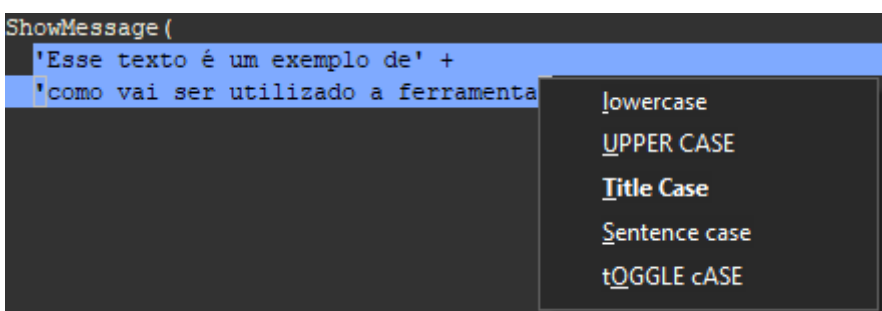 ShowMessage(
'Esse texto é um exemplo de' +
'como vai ser utilizado a ferramenta
lowercase
UPPER CASE
Title Case
Sentence case
tOGGLE cASE